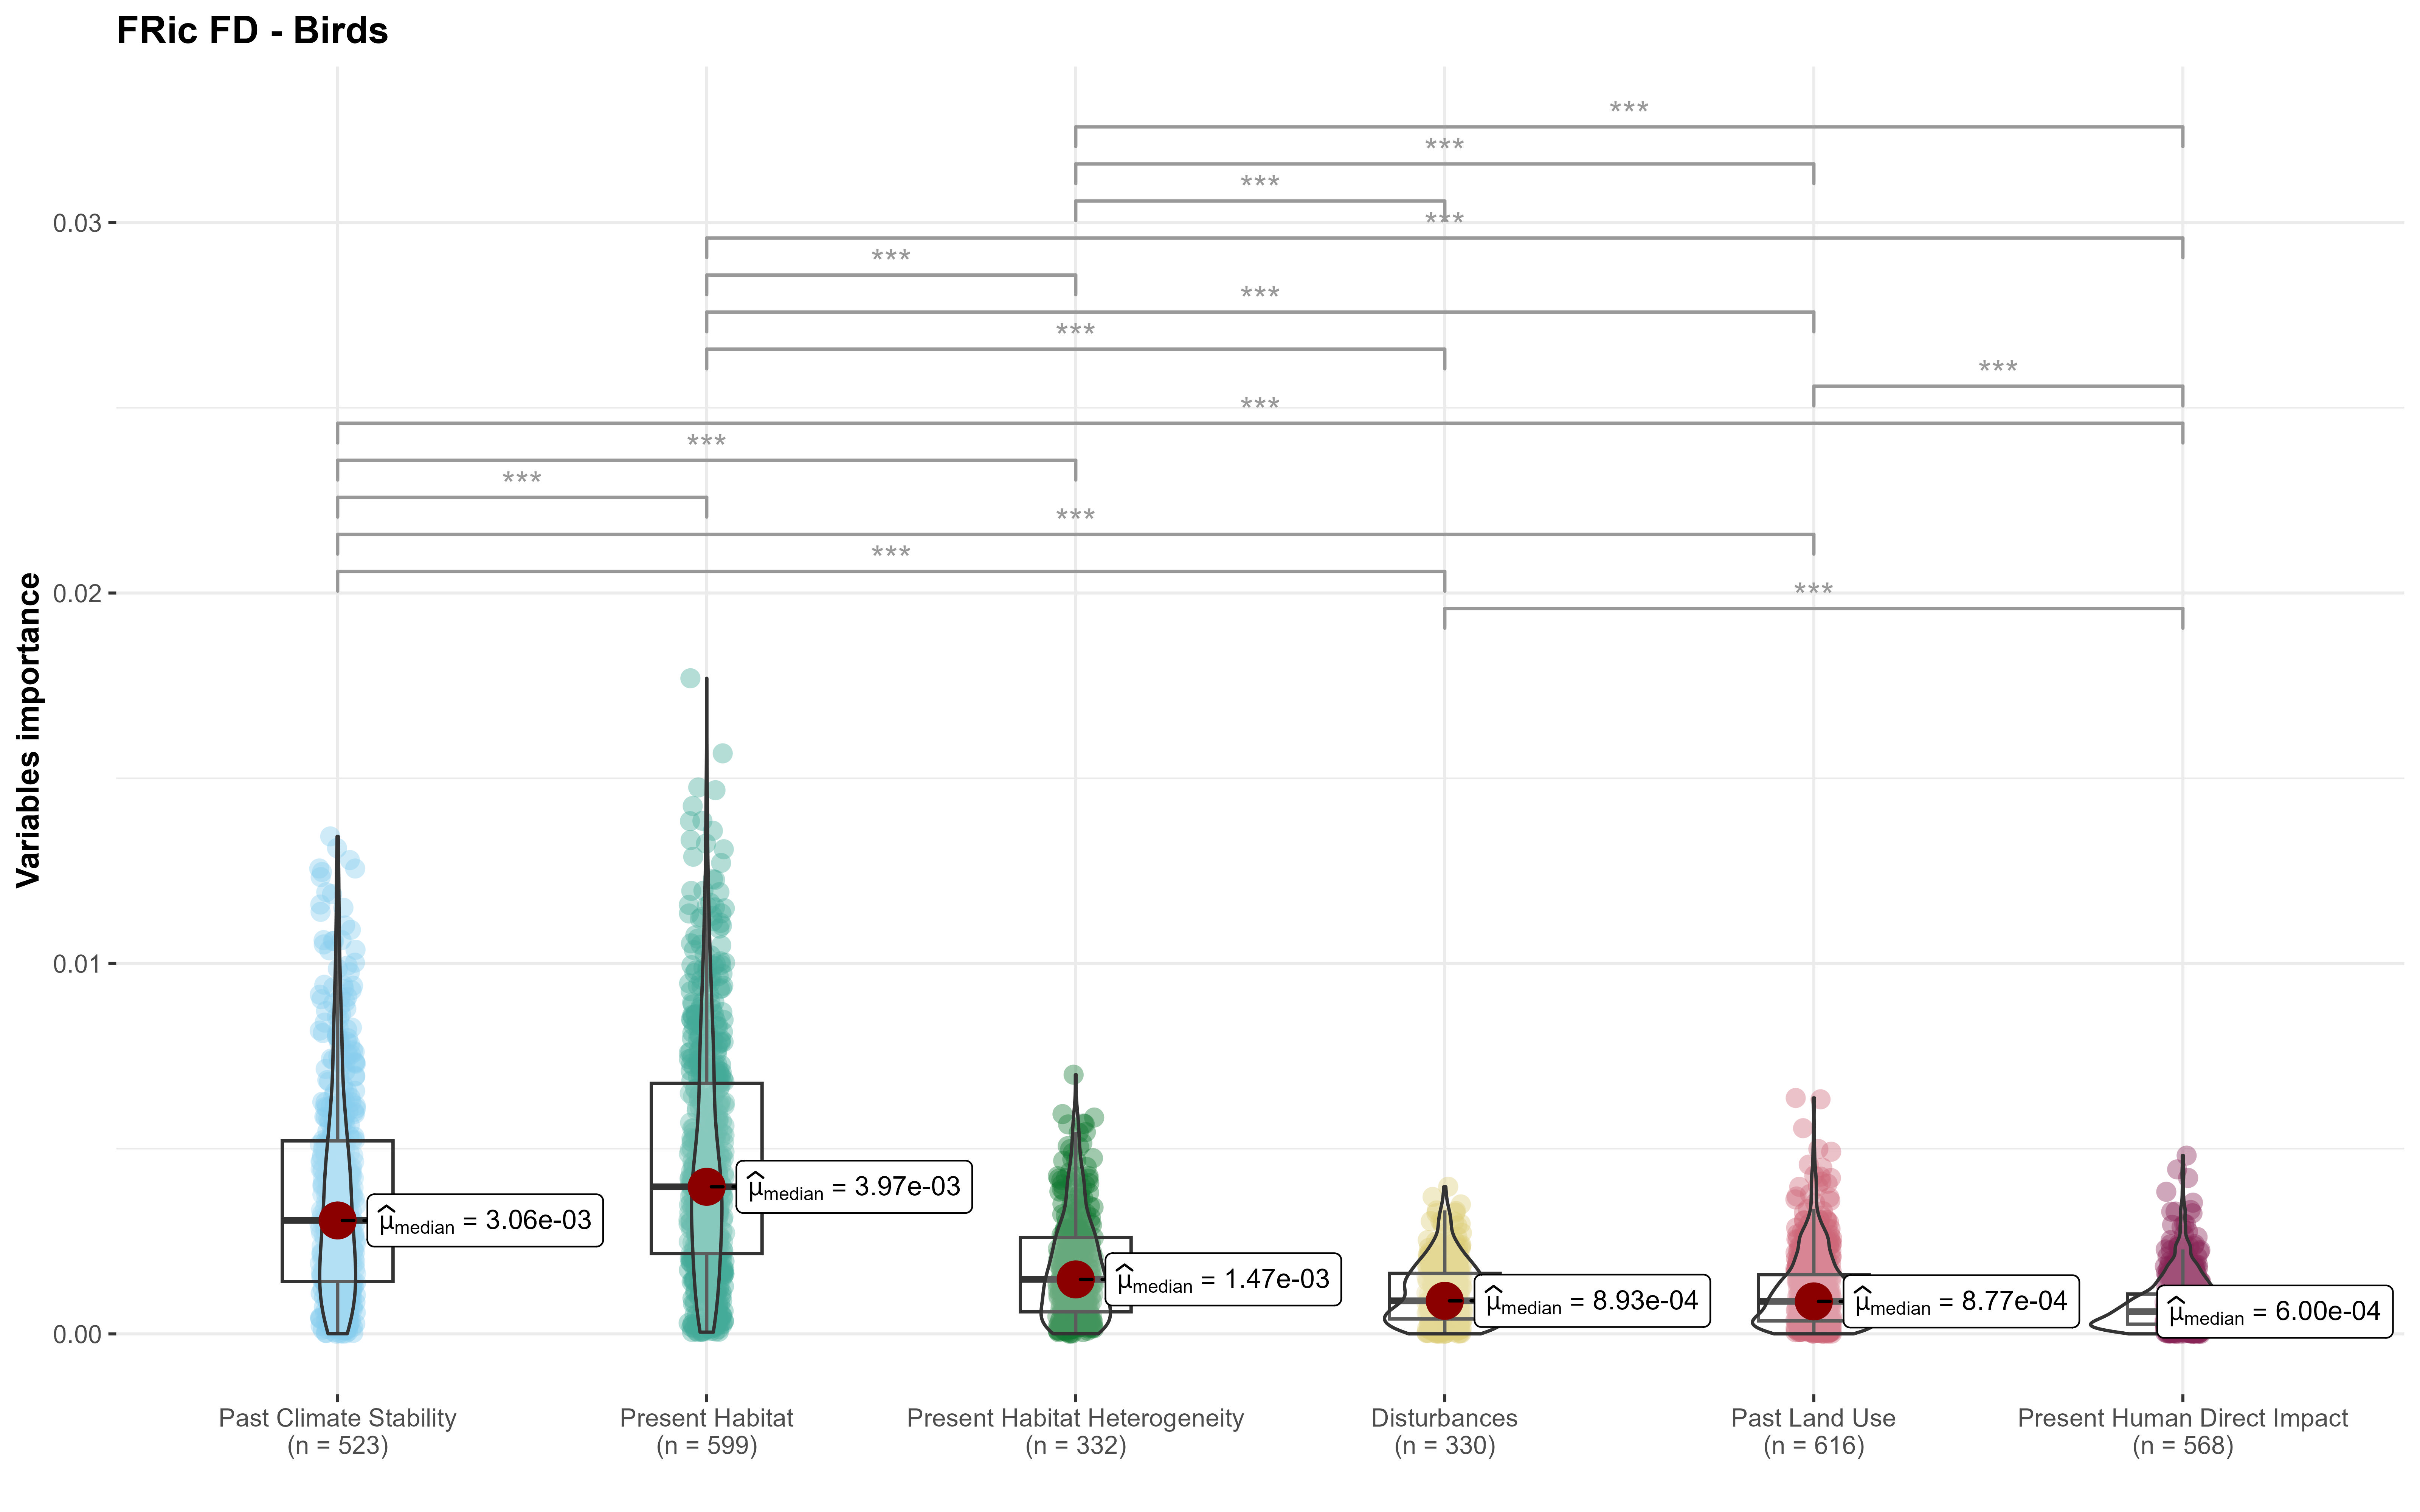 FRic FD - Birds
***
***
***
***
***
***
***
***
***
***
***
***
***
***
Variables importance
0.03
0.02
0.01
0.00
μ̂median = 3.06e-03
μ̂median = 3.97e-03
μ̂median = 1.47e-03
μ̂median = 8.93e-04
μ̂median = 8.77e-04
μ̂median = 6.00e-04
Past Climate Stability
(n = 523)
Present Habitat
(n = 599)
Present Habitat Heterogeneity
(n = 332)
Disturbances
(n = 330)
Past Land Use
(n = 616)
Present Human Direct Impact
(n = 568)